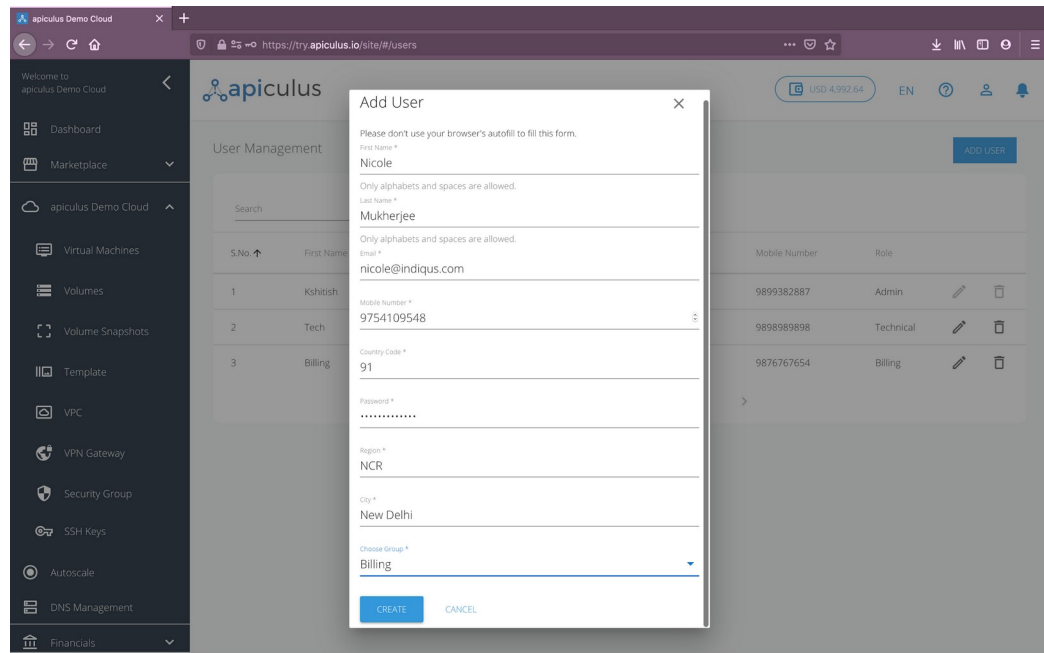 apiculus Demo Cloud
https://try.apiculus.io/site/#/users
Welcome to
apiculus Demo Cloud
Dashboard
Marketplace
apiculus Demo Cloud
Virtual Machines
Volumes
Volume Snapshots
Template
VPC
VPN Gateway
Security Group
SSH Keys
Autoscale
DNS Management
Financials
apiculus
USD 4,992.64
EN
User Management
ADD USER
Search
S.No. First Name Mobile Number Role
1 Kshitish 9899382887 Admin
2 Tech 9898989898 Technical
3 Billing 9876767654 Billing
Add User
Please don't use your browser's autofill to fill this form.
First Name *
Nicole
Only alphabets and spaces are allowed.
Last Name *
Mukherjee
Only alphabets and spaces are allowed.
Email *
nicole@indiqus.com
Mobile Number *
9754109548
Country Code *
91
Password *
•••••••••••••
Region *
NCR
City *
New Delhi
Choose Group *
Billing
CREATE CANCEL